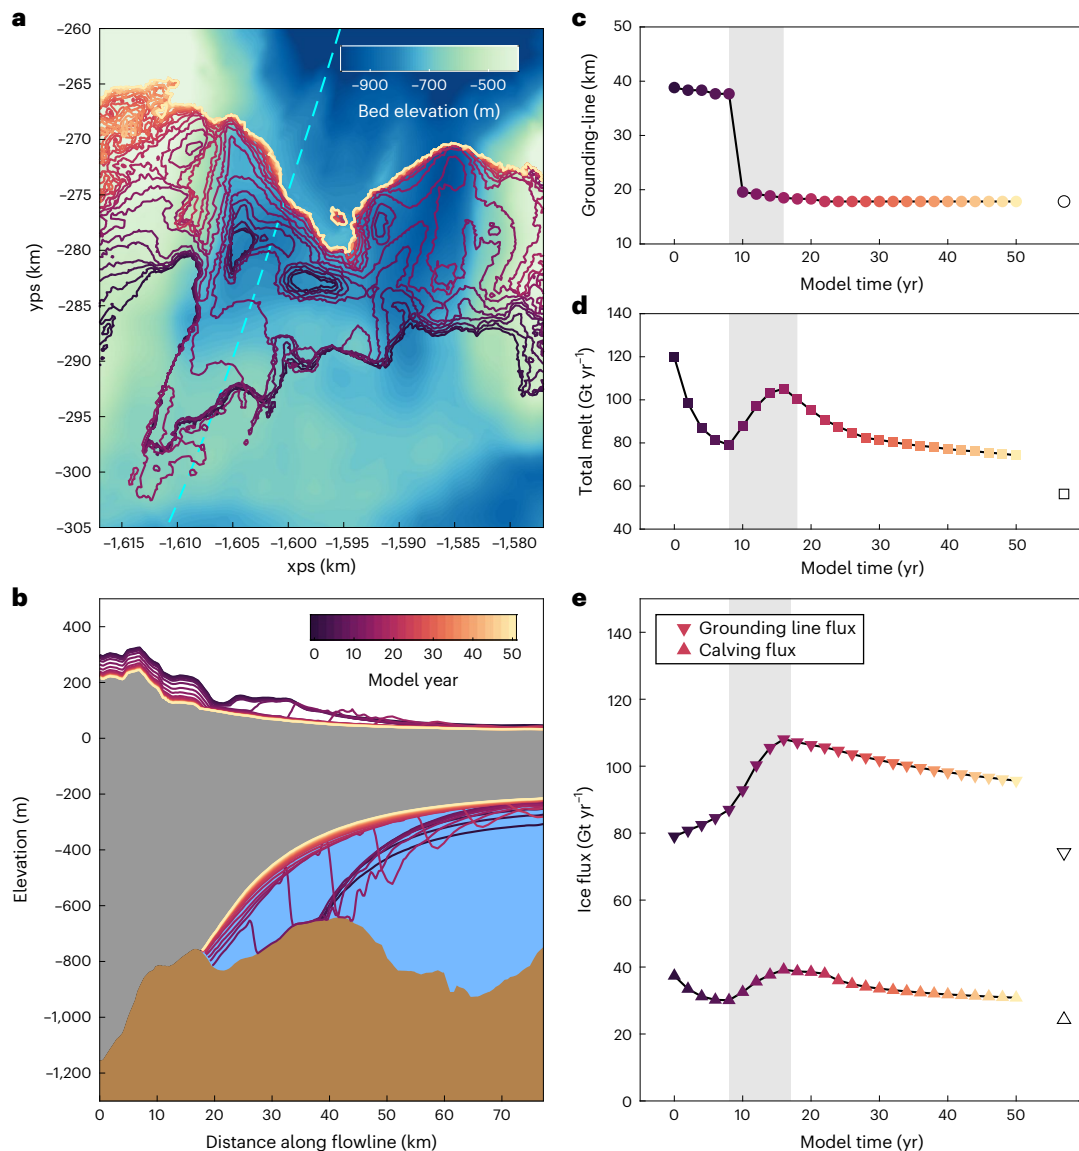 a
−260
−265
−270
−275
−280
−285
−290
−295
−300
−305
yps (km)
−900 −700 −500
Bed elevation (m)
−1,615 −1,610 −1,605 −1,600 −1,595 −1,590 −1,585 −1,580
xps (km)
b
400
200
0
−200
−400
−600
−800
−1,000
−1,200
Elevation (m)
0 10 20 30 40 50
Model year
0 10 20 30 40 50 60 70
Distance along flowline (km)
c
50
40
30
20
10
Grounding-line (km)
0 10 20 30 40 50
Model time (yr)
d
140
120
100
80
60
40
Total melt (Gt yr−1)
0 10 20 30 40 50
Model time (yr)
e
140
120
100
80
60
40
20
0
Ice flux (Gt yr−1)
Grounding line flux
Calving flux
0 10 20 30 40 50
Model time (yr)